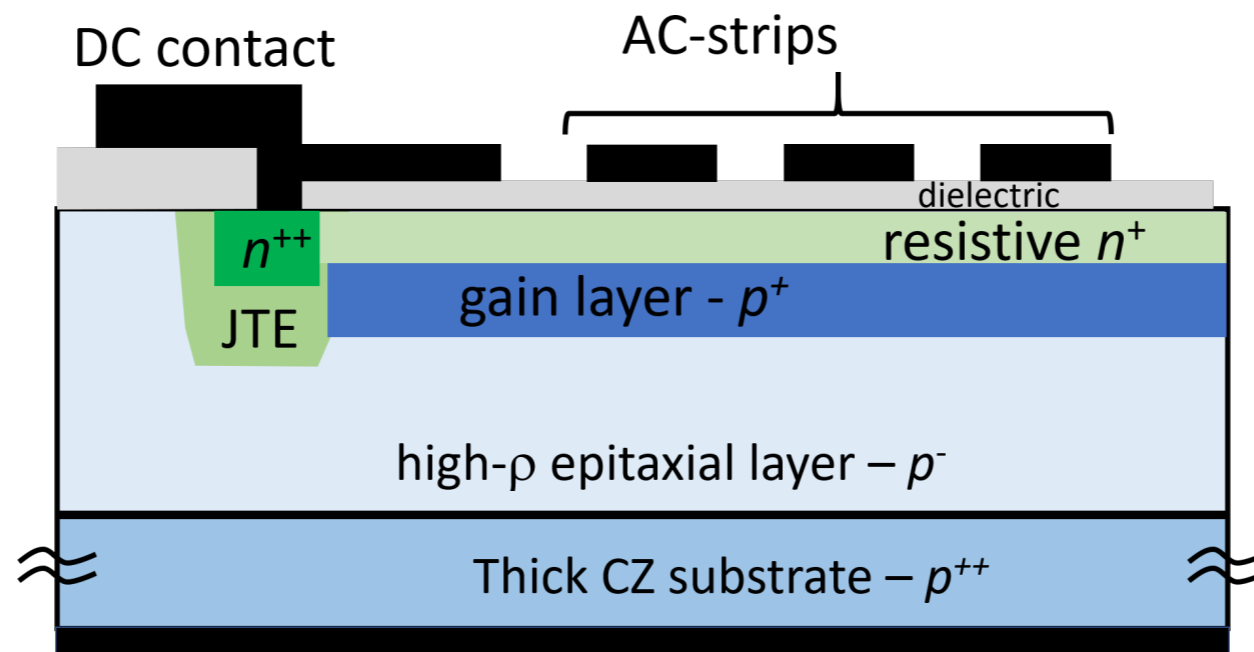 DC contact
AC-strips
dielectric
n⁺⁺
resistive n⁺
gain layer - p⁺
JTE
high-ρ epitaxial layer – p⁻
Thick CZ substrate – p⁺⁺